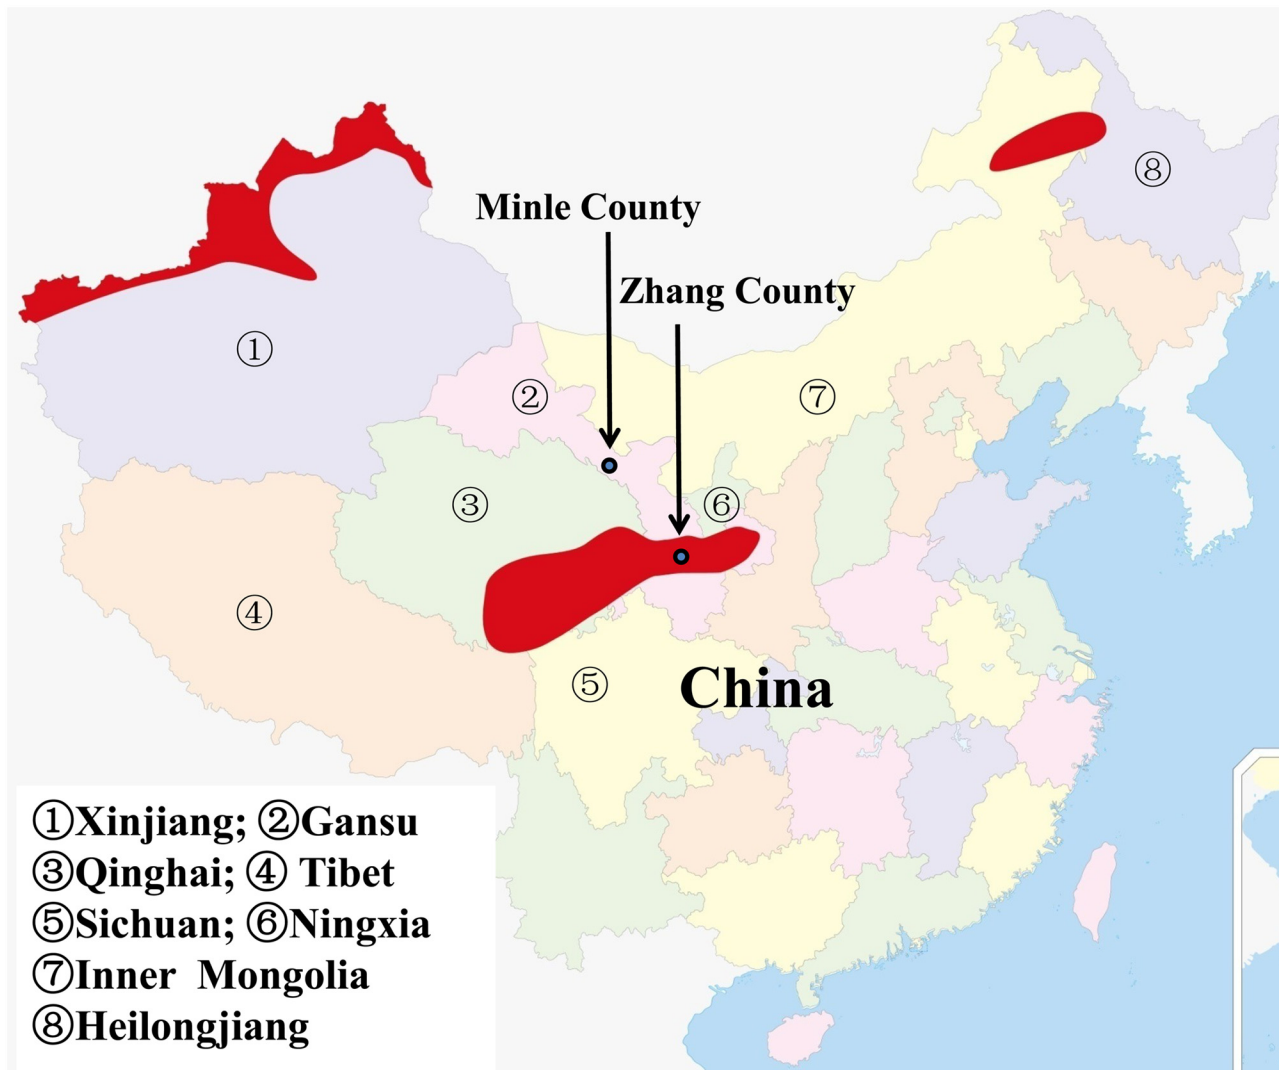 Minle County
Zhang County
⑧
①
②
⑦
③
⑥
④
⑤
China
①Xinjiang; ②Gansu
③Qinghai; ④ Tibet
⑤Sichuan; ⑥Ningxia
⑦Inner Mongolia
⑧Heilongjiang